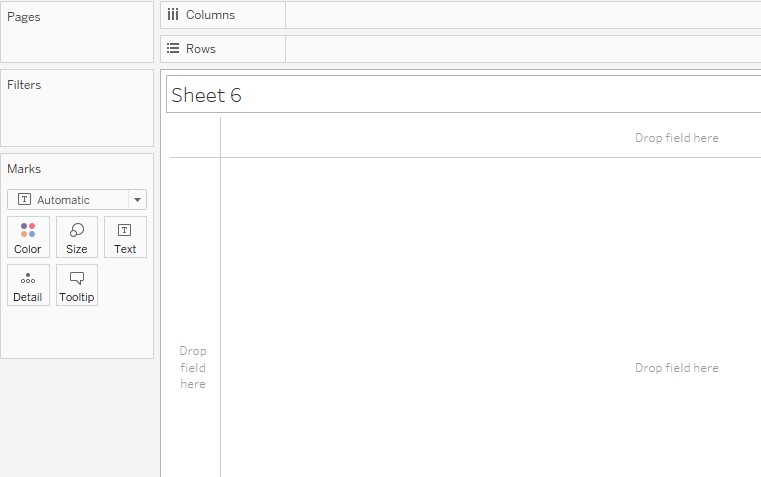 Pages
Columns
Rows
Filters
Sheet 6
Drop field here
Marks
T Automatic
Color
Size
T
Text
Detail
Tooltip
Drop
field
here
Drop field here